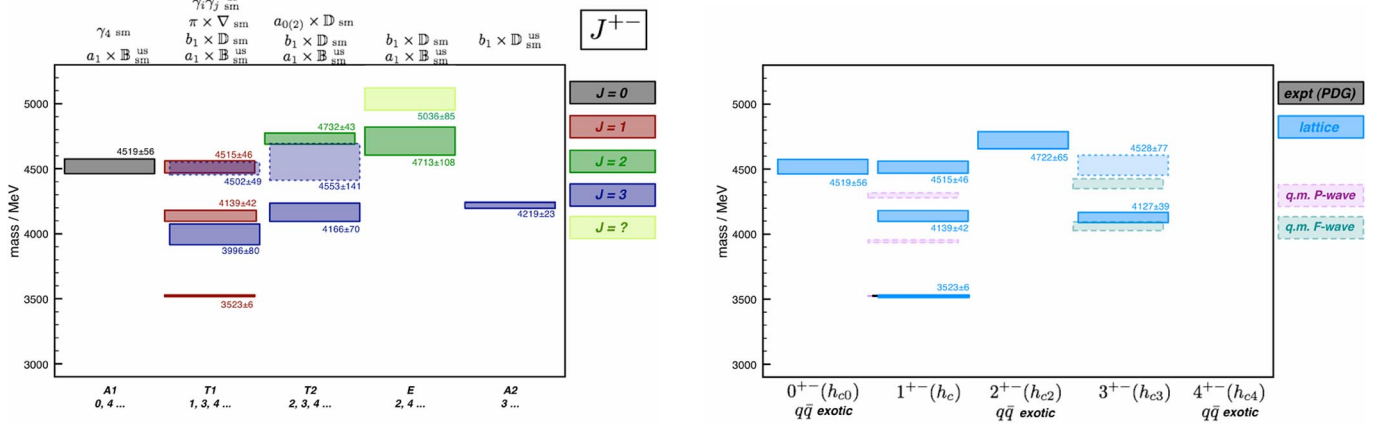 γiγj sm
γ4 sm π × ∇ sm a0(2) × 𝔻 sm
b1 × 𝔻 sm b1 × 𝔻 sm b1 × 𝔻 sm b1 × 𝔻 us sm
a1 × 𝔹 us sm a1 × 𝔹 us sm a1 × 𝔹 us sm a1 × 𝔹 us sm
J+−
5000
4500
4000
3500
3000
mass / MeV
4519±56
4515±46
4502±49
4139±42
3996±80
3523±6
4732±43
4553±141
4166±70
5036±85
4713±108
4219±23
A1 T1 T2 E A2
0, 4 ... 1, 3, 4 ... 2, 3, 4 ... 2, 4 ... 3 ...
J = 0
J = 1
J = 2
J = 3
J = ?
5000
4500
4000
3500
3000
mass / MeV
4519±56
4515±46
4139±42
3523±6
4722±65
4528±77
4127±39
0+−(hc0) 1+−(hc) 2+−(hc2) 3+−(hc3) 4+−(hc4)
qq̄ exotic qq̄ exotic qq̄ exotic
expt (PDG)
lattice
q.m. P-wave
q.m. F-wave